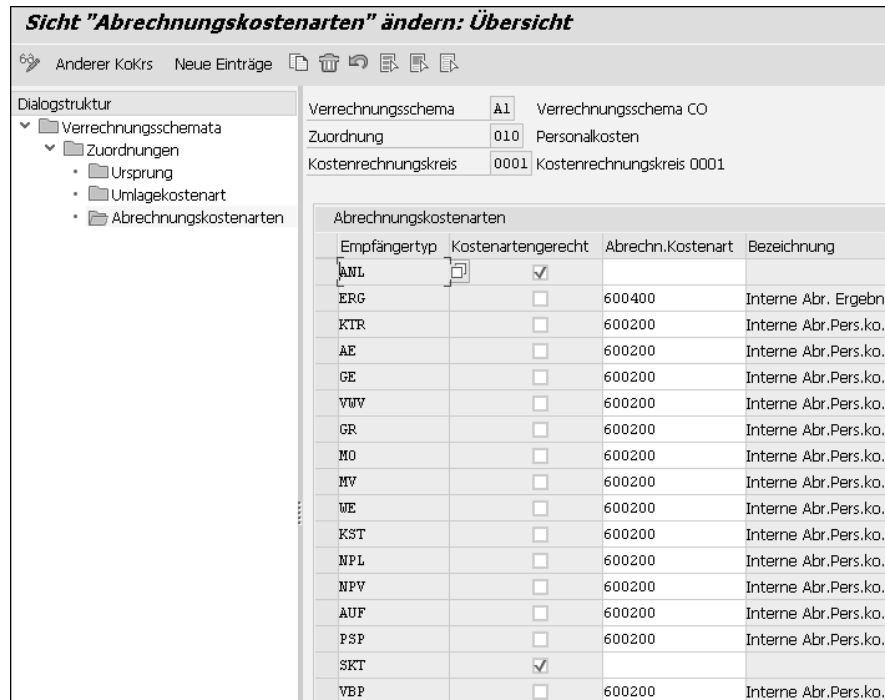 Sicht "Abrechnungskostenarten" ändern: Übersicht
Anderer KoKrs Neue Einträge
Dialogstruktur
Verrechnungsschemata
Zuordnungen
Ursprung
Umlagekostenart
Abrechnungskostenarten
Verrechnungsschema A1 Verrechnungsschema CO
Zuordnung 010 Personalkosten
Kostenrechnungskreis 0001 Kostenrechnungskreis 0001
Abrechnungskostenarten
Empfängertyp Kostenartengerecht Abrechn.Kostenart Bezeichnung
ANL
ERG 600400 Interne Abr. Ergebn
KTR 600200 Interne Abr.Pers.ko.
AE 600200 Interne Abr.Pers.ko.
GE 600200 Interne Abr.Pers.ko.
VWV 600200 Interne Abr.Pers.ko.
GR 600200 Interne Abr.Pers.ko.
MO 600200 Interne Abr.Pers.ko.
MV 600200 Interne Abr.Pers.ko.
WE 600200 Interne Abr.Pers.ko.
KST 600200 Interne Abr.Pers.ko.
NPL 600200 Interne Abr.Pers.ko.
NPV 600200 Interne Abr.Pers.ko.
AUF 600200 Interne Abr.Pers.ko.
PSP 600200 Interne Abr.Pers.ko.
SKT
VBP 600200 Interne Abr.Pers.ko.